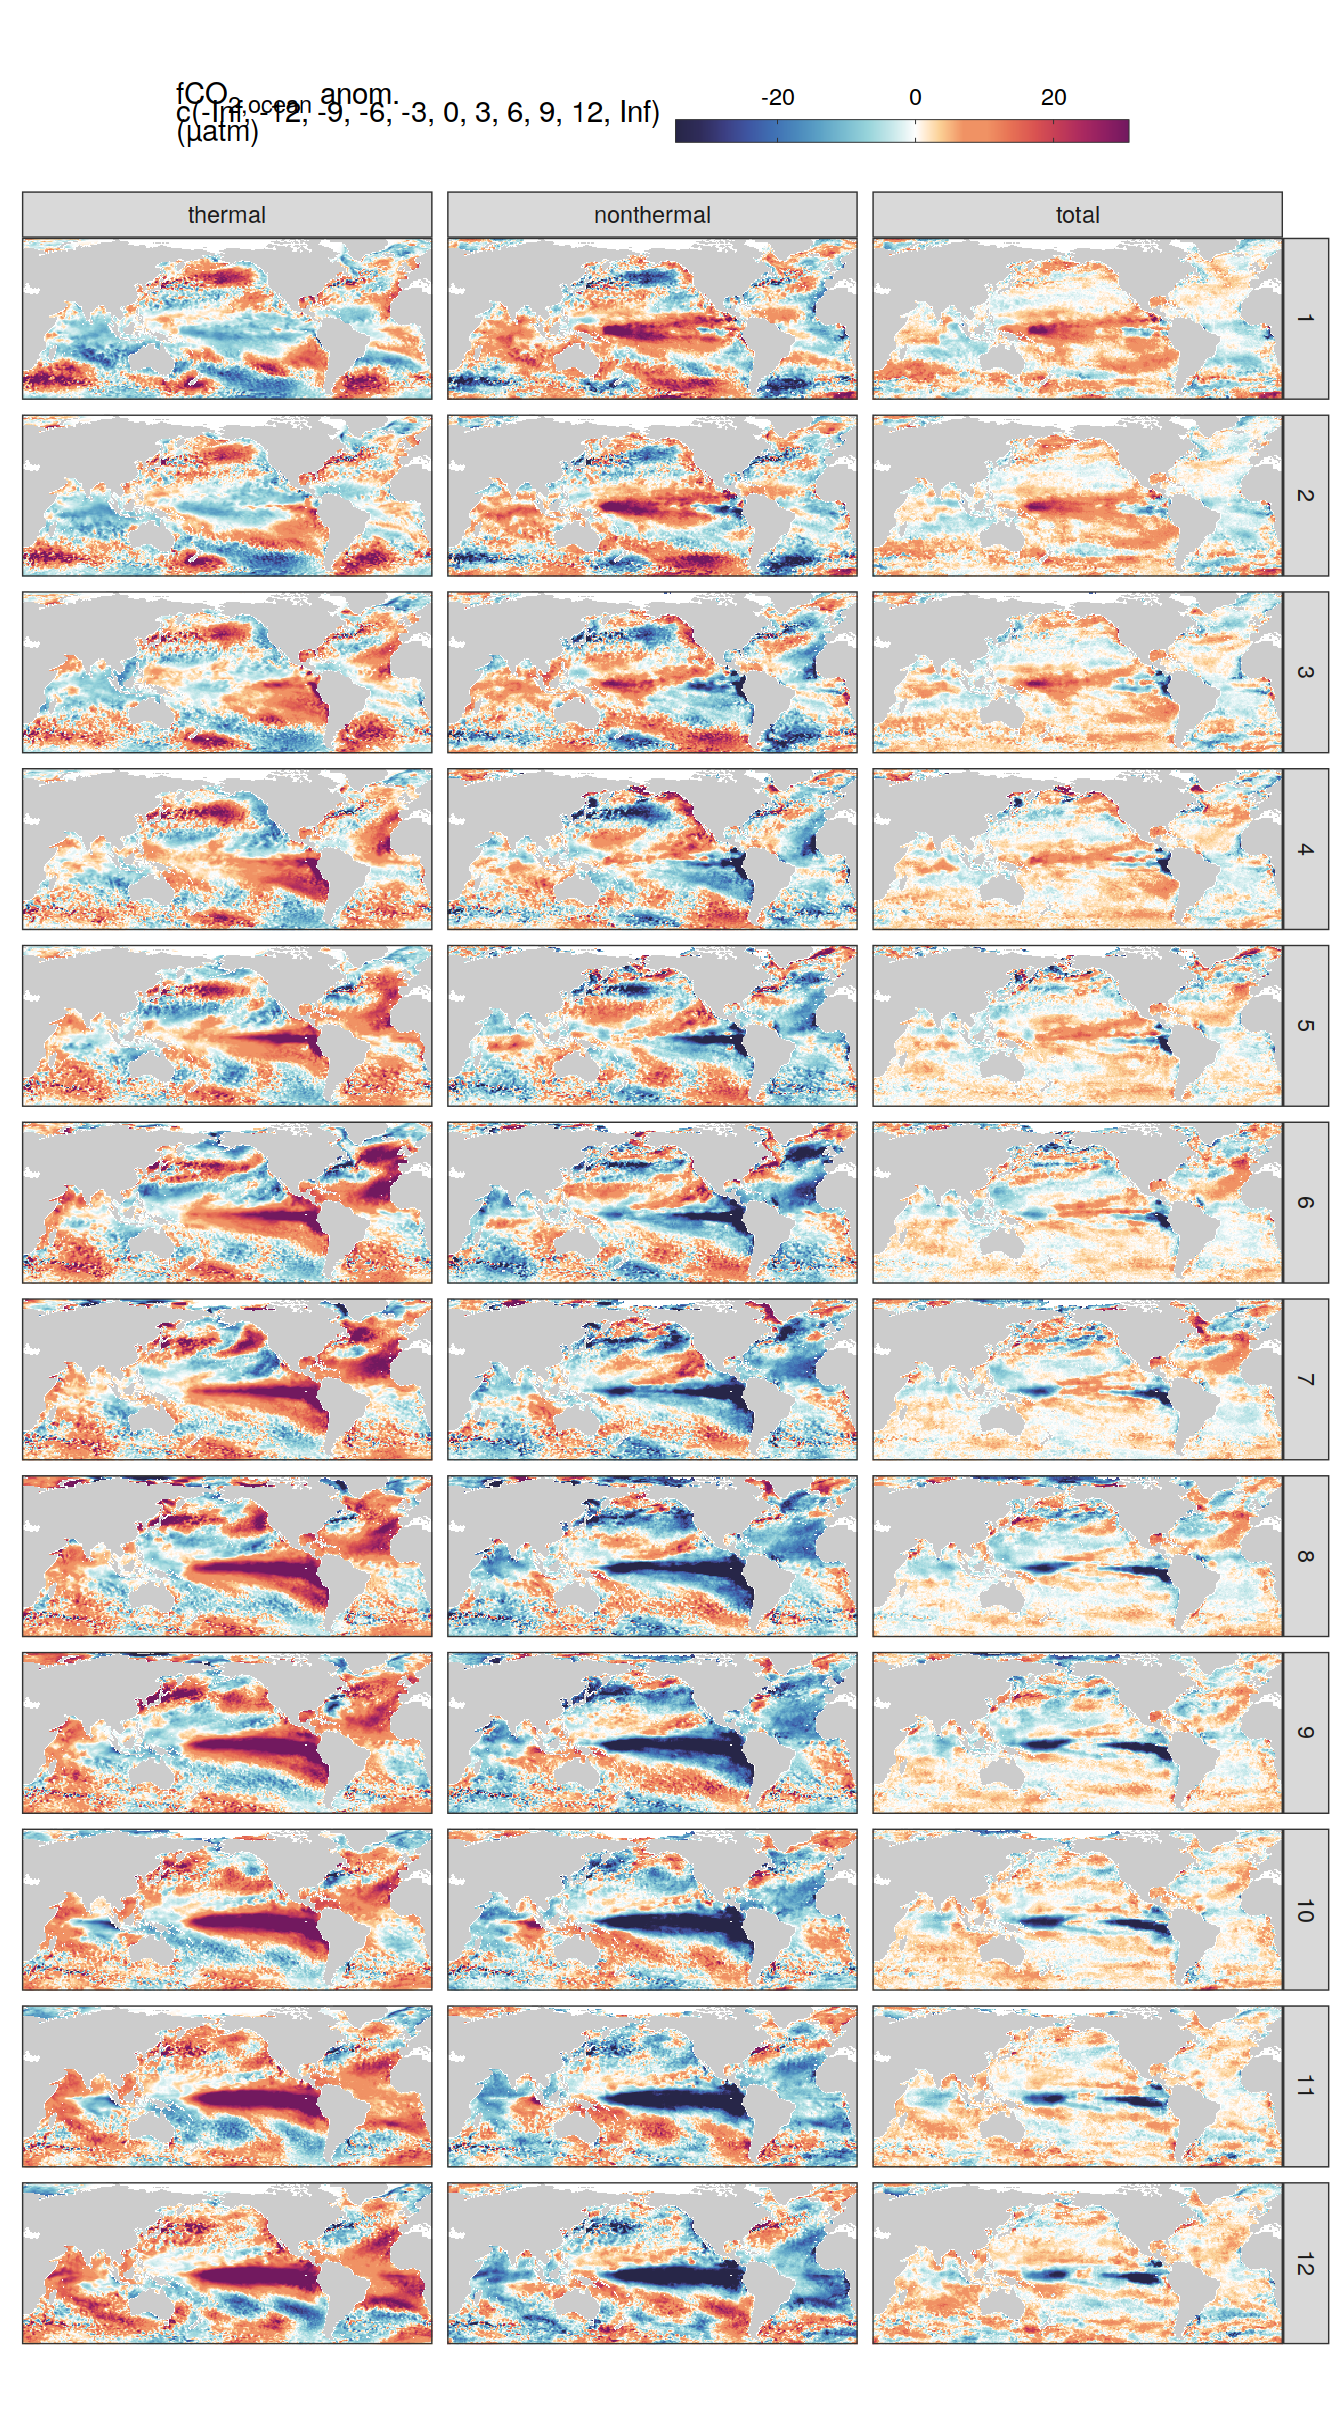 fCO2,ocean anom.
c(-Inf, -12, -9, -6, -3, 0, 3, 6, 9, 12, Inf)
(µatm)
-20 0 20
thermal nonthermal total
1
2
3
4
5
6
7
8
9
10
11
12